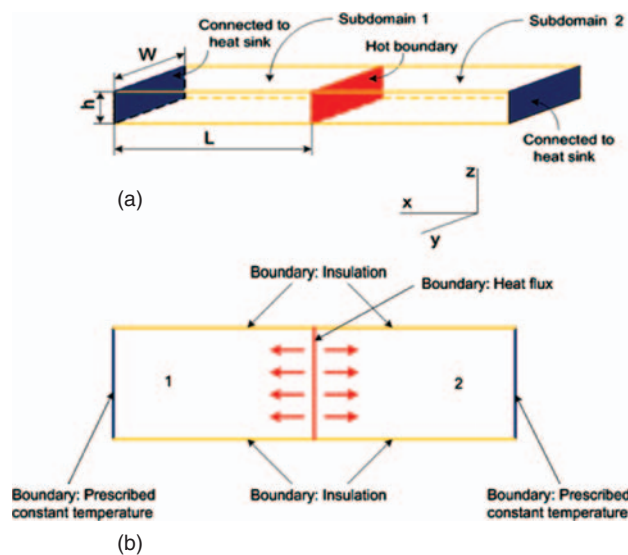 Connected to
heat sink
Subdomain 1
Hot boundary
Subdomain 2
W
h
L
Connected to
heat sink
(a)
z
x
y
Boundary: Insulation
Boundary: Heat flux
1
2
Boundary: Prescribed
constant temperature
Boundary: Insulation
Boundary: Prescribed
constant temperature
(b)